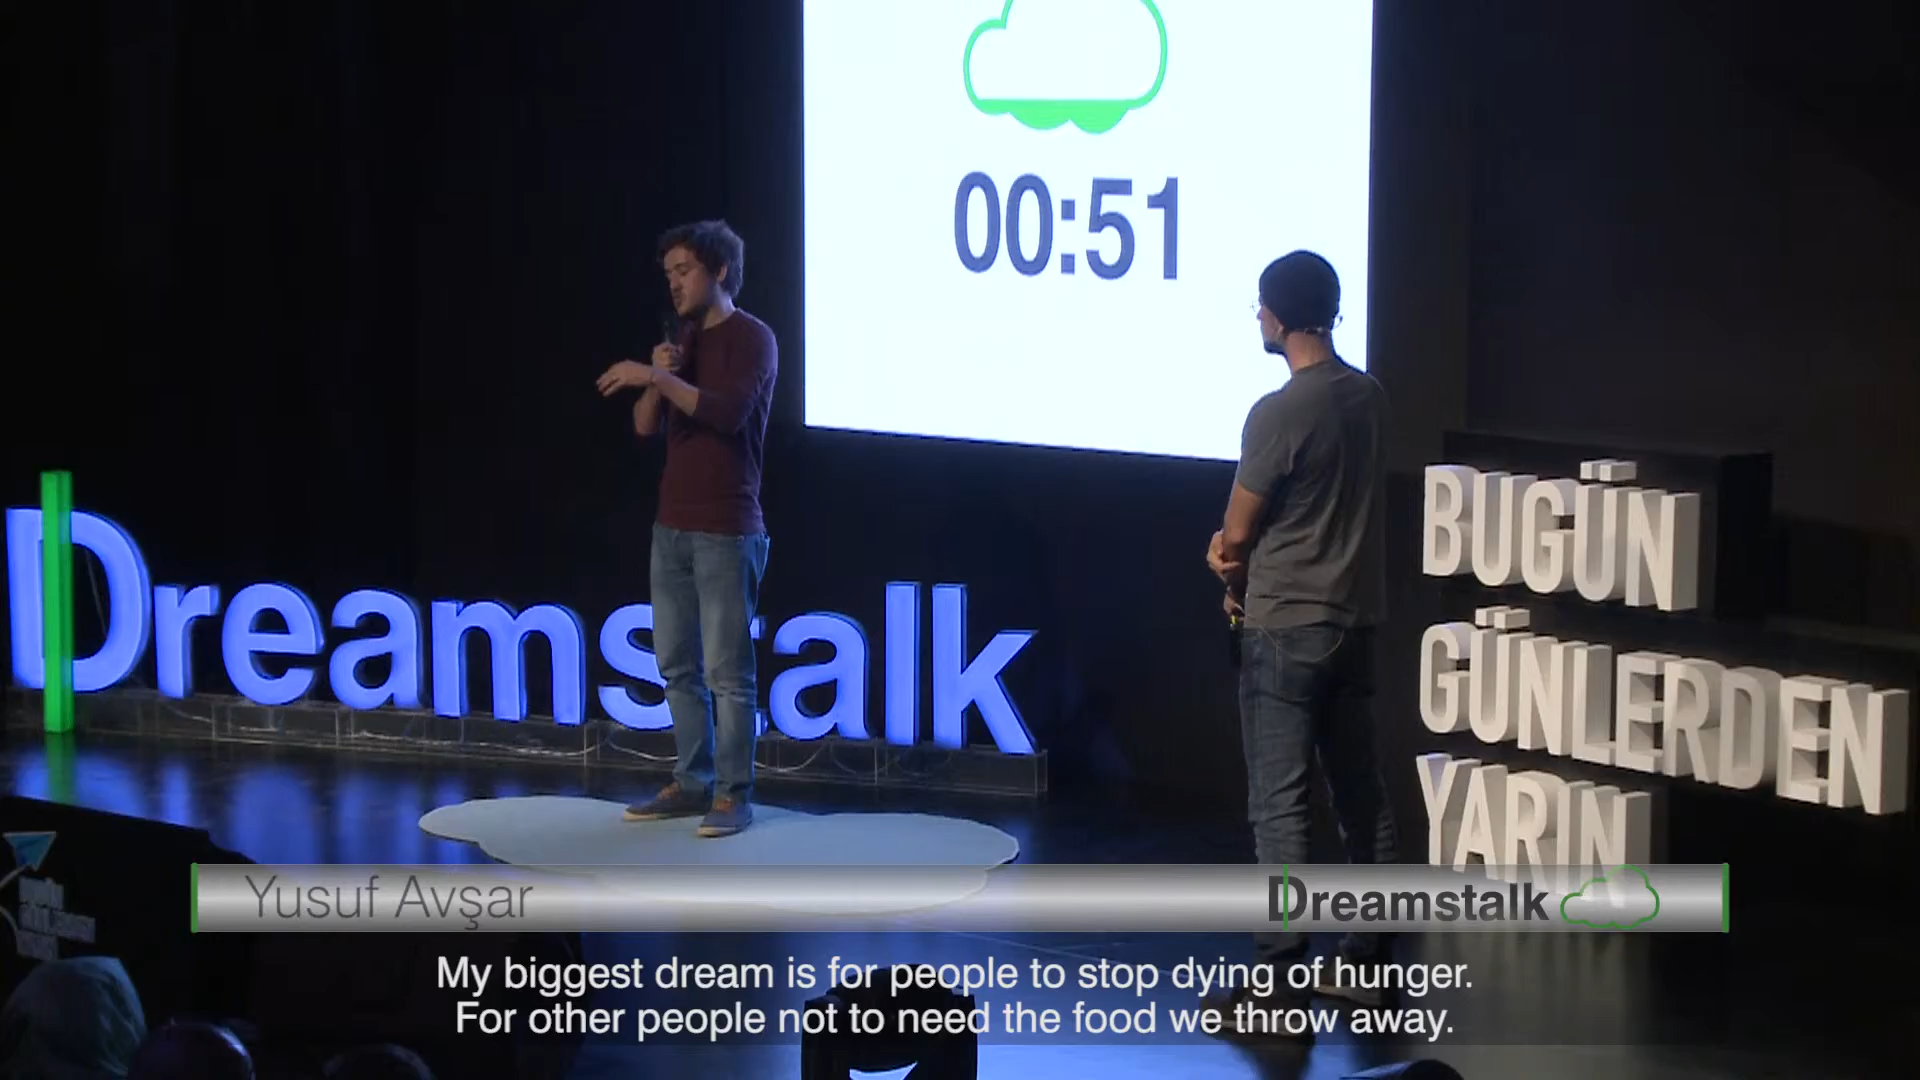 00:51
Dreamstalk
BUGÜN
GÜNLERDEN
YARIN
Yusuf Avşar
Dreamstalk
My biggest dream is for people to stop dying of hunger.
For other people not to need the food we throw away.